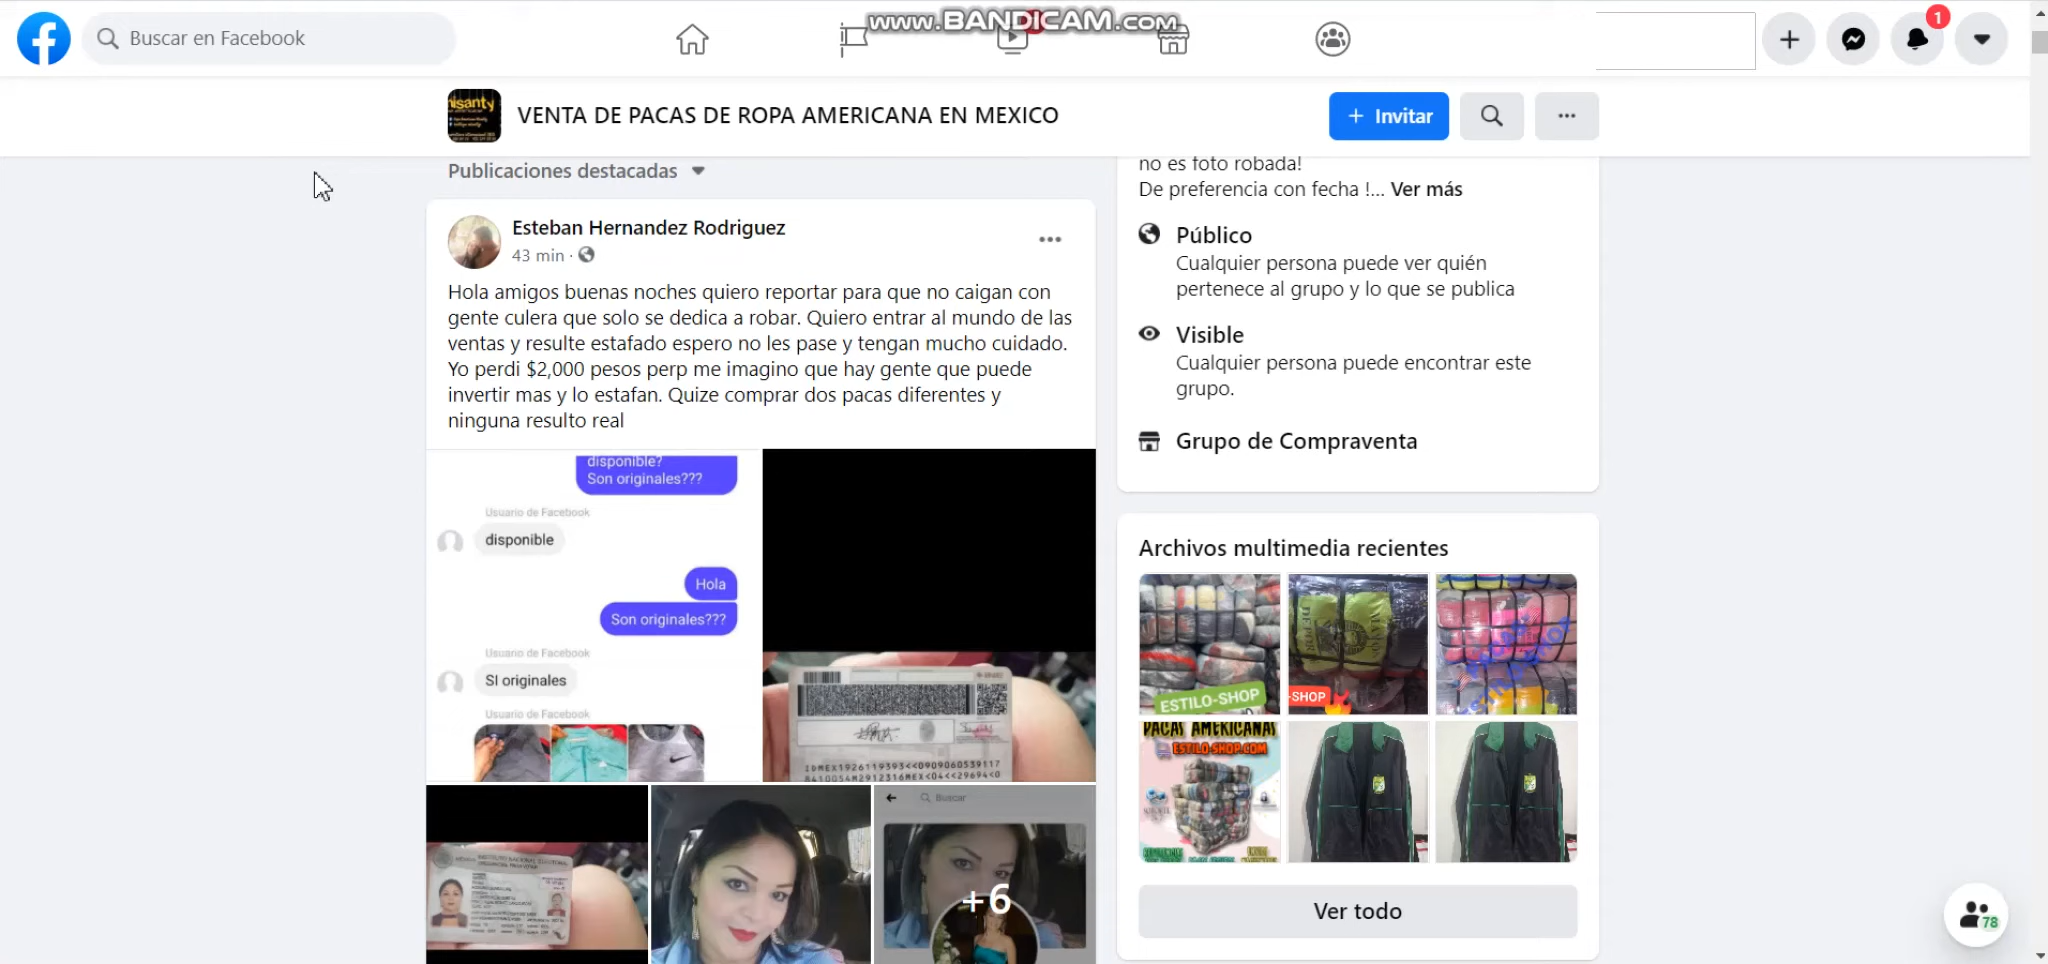 www.BANDICAM.com
Buscar en Facebook
1
nisanty
VENTA DE PACAS DE ROPA AMERICANA EN MEXICO
+ Invitar
Publicaciones destacadas
Esteban Hernandez Rodriguez
43 min ·
Hola amigos buenas noches quiero reportar para que no caigan con
gente culera que solo se dedica a robar. Quiero entrar al mundo de las
ventas y resulte estafado espero no les pase y tengan mucho cuidado.
Yo perdi $2,000 pesos perp me imagino que hay gente que puede
invertir mas y lo estafan. Quize comprar dos pacas diferentes y
ninguna resulto real
disponible?
Son originales???
Usuario de Facebook
disponible
Hola
Son originales???
Usuario de Facebook
SI originales
Usuario de Facebook
Buscar
+6
no es foto robada!
De preferencia con fecha !... Ver más
Público
Cualquier persona puede ver quién
pertenece al grupo y lo que se publica
Visible
Cualquier persona puede encontrar este
grupo.
Grupo de Compraventa
Archivos multimedia recientes
ESTILO-SHOP
-SHOP
PACAS AMERICANAS
ESTILO-SHOP.COM
Ver todo
78